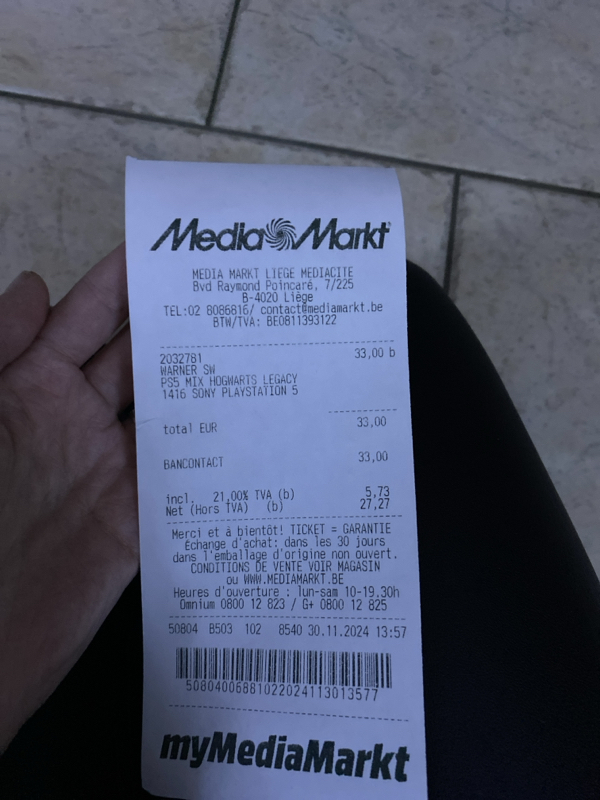 Media Markt
MEDIA MARKT LIEGE MEDIACITE
Bvd Raymond Poincaré, 7/225
B-4020 Liège
TEL:02 8086816/ contact@mediamarkt.be
BTW/TVA: BE0811393122
2032781 33,00 b
WARNER SW
PS5 MIX HOGWARTS LEGACY
1416 SONY PLAYSTATION 5
total EUR 33,00
BANCONTACT 33,00
incl. 21,00% TVA (b) 5,73
Net (Hors TVA) (b) 27,27
Merci et à bientôt! TICKET = GARANTIE
Échange d'achat: dans les 30 jours
dans l'emballage d'origine non ouvert.
CONDITIONS DE VENTE VOIR MAGASIN
ou WWW.MEDIAMARKT.BE
Heures d'ouverture : lun-sam 10-19.30h
Omnium 0800 12 823 / G+ 0800 12 825
50804 B503 102 8540 30.11.2024 13:57
50804006881022024113013577
myMediaMarkt